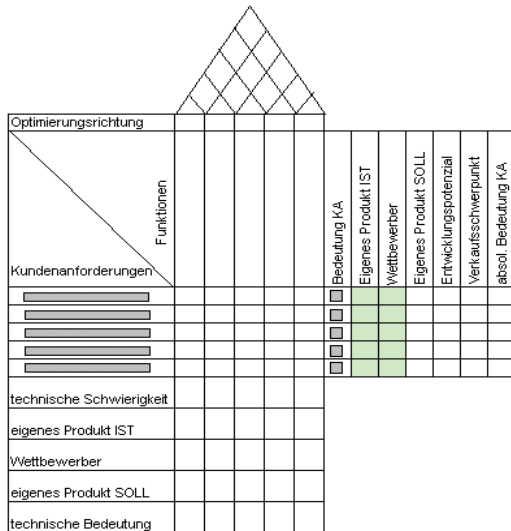 Optimierungsrichtung
Funktionen
Kundenanforderungen
Bedeutung KA
Eigenes Produkt IST
Wettbewerber
Eigenes Produkt SOLL
Entwicklungspotenzial
Verkaufsschwerpunkt
absol. Bedeutung KA
technische Schwierigkeit
eigenes Produkt IST
Wettbewerber
eigenes Produkt SOLL
technische Bedeutung